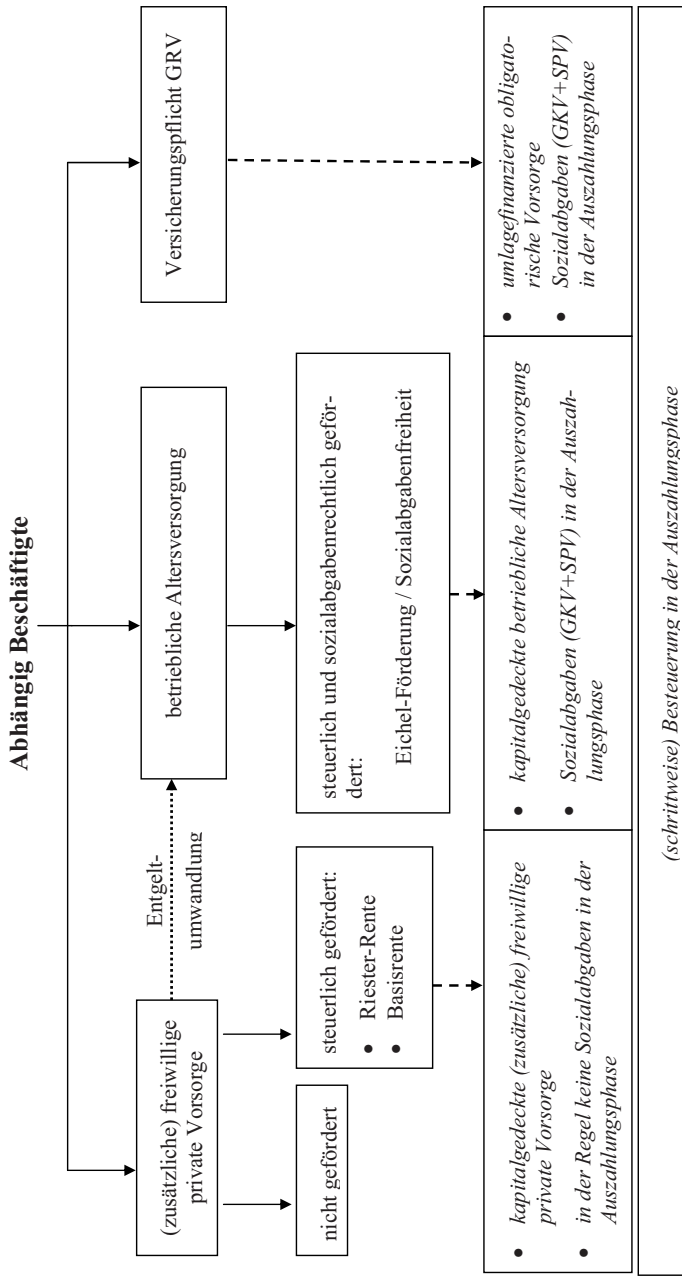 Abhängig Beschäftigte
(zusätzliche) freiwillige
private Vorsorge
Entgelt-
umwandlung
betriebliche Altersversorgung
Versicherungspflicht GRV
nicht gefördert
steuerlich gefördert:
• Riester-Rente
• Basisrente
steuerlich und sozialabgabenrechtlich geför-
dert:
Eichel-Förderung / Sozialabgabenfreiheit
• kapitalgedeckte (zusätzliche) freiwillige
private Vorsorge
• in der Regel keine Sozialabgaben in der
Auszahlungsphase
• kapitalgedeckte betriebliche Altersversorgung
• Sozialabgaben (GKV+SPV) in der Auszah-
lungsphase
• umlagefinanzierte obligato-
rische Vorsorge
• Sozialabgaben (GKV+SPV)
in der Auszahlungsphase
(schrittweise) Besteuerung in der Auszahlungsphase